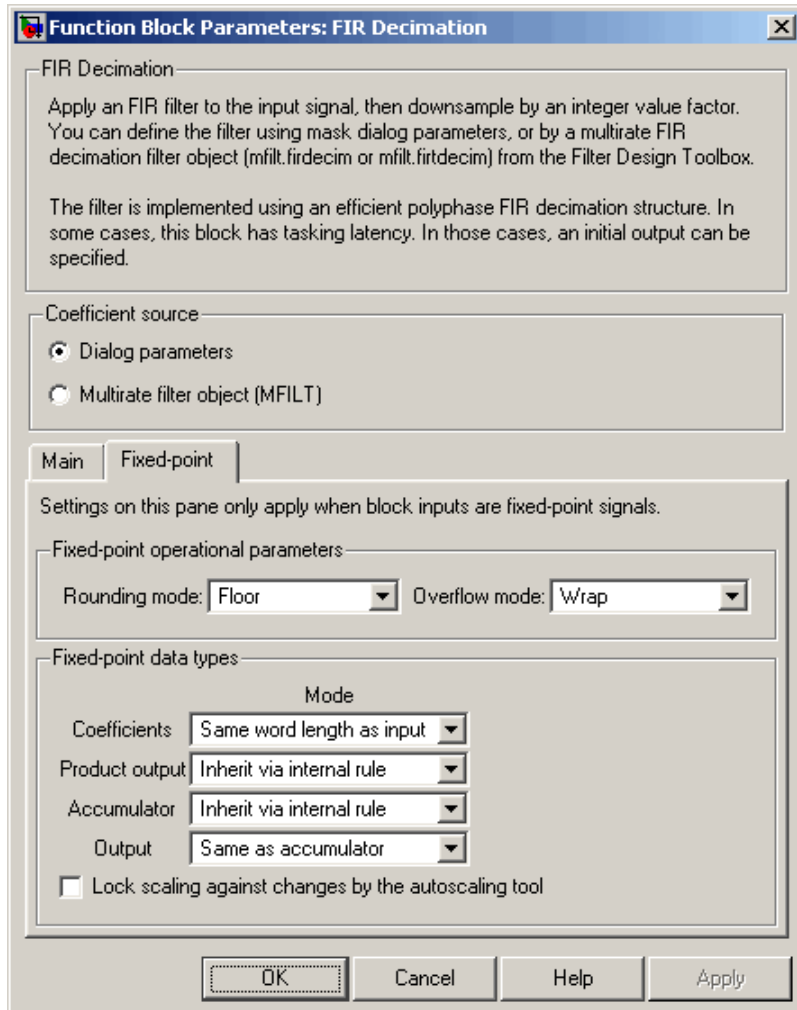 Function Block Parameters: FIR Decimation
FIR Decimation
Apply an FIR filter to the input signal, then downsample by an integer value factor.
You can define the filter using mask dialog parameters, or by a multirate FIR
decimation filter object (mfilt.firdecim or mfilt.firtdecim) from the Filter Design Toolbox.
The filter is implemented using an efficient polyphase FIR decimation structure. In
some cases, this block has tasking latency. In those cases, an initial output can be
specified.
Coefficient source
Dialog parameters
Multirate filter object (MFILT)
Main Fixed-point
Settings on this pane only apply when block inputs are fixed-point signals.
Fixed-point operational parameters
Rounding mode: Floor Overflow mode: Wrap
Fixed-point data types
Mode
Coefficients Same word length as input
Product output Inherit via internal rule
Accumulator Inherit via internal rule
Output Same as accumulator
Lock scaling against changes by the autoscaling tool
OK Cancel Help Apply